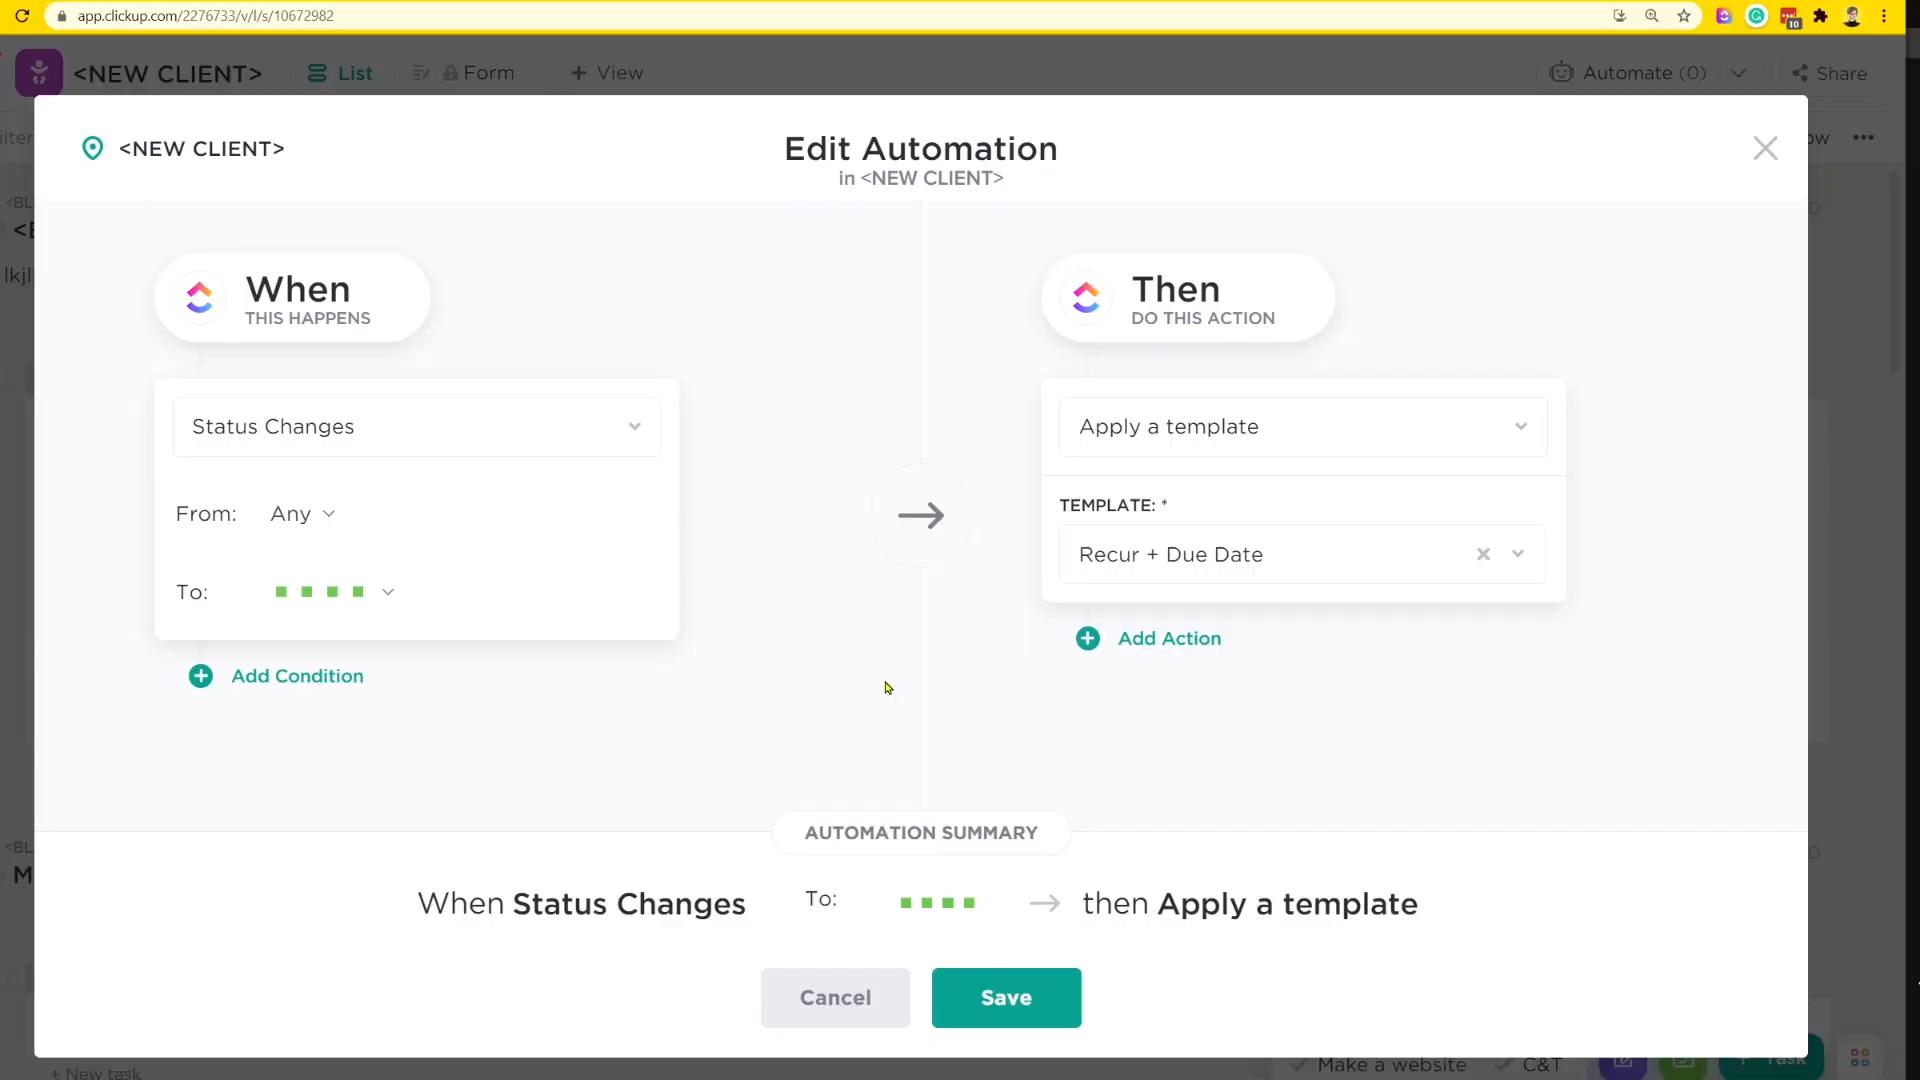 app.clickup.com/2276733/v/l/s/10672982
10
<NEW CLIENT>
List
Form
+ View
Automate (0)
Share
<NEW CLIENT>
Edit Automation
in <NEW CLIENT>
When
THIS HAPPENS
Then
DO THIS ACTION
Status Changes
Apply a template
From: Any
TEMPLATE: *
Recur + Due Date
To:
Add Action
Add Condition
AUTOMATION SUMMARY
When Status Changes To: then Apply a template
Cancel
Save
Make a website
C&T
+ New task